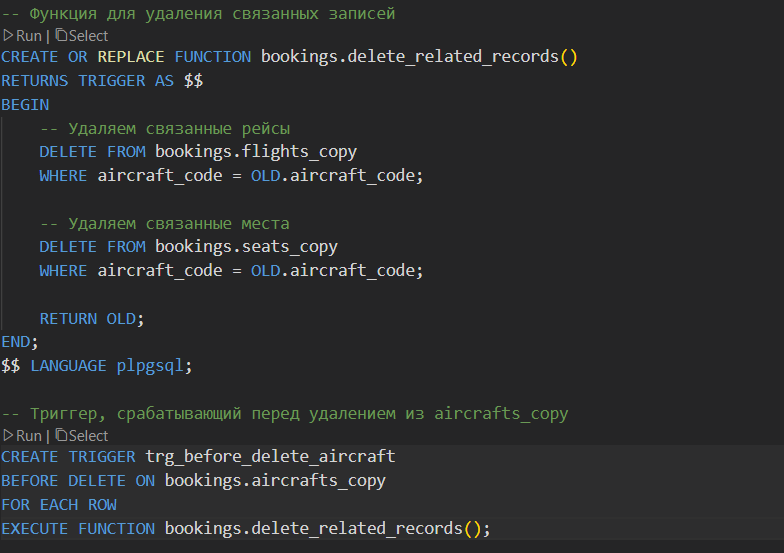 -- Функция для удаления связанных записей
Run | Select
CREATE OR REPLACE FUNCTION bookings.delete_related_records()
RETURNS TRIGGER AS $$
BEGIN
    -- Удаляем связанные рейсы
    DELETE FROM bookings.flights_copy
    WHERE aircraft_code = OLD.aircraft_code;
    -- Удаляем связанные места
    DELETE FROM bookings.seats_copy
    WHERE aircraft_code = OLD.aircraft_code;
    RETURN OLD;
END;
$$ LANGUAGE plpgsql;
-- Триггер, срабатывающий перед удалением из aircrafts_copy
Run | Select
CREATE TRIGGER trg_before_delete_aircraft
BEFORE DELETE ON bookings.aircrafts_copy
FOR EACH ROW
EXECUTE FUNCTION bookings.delete_related_records();